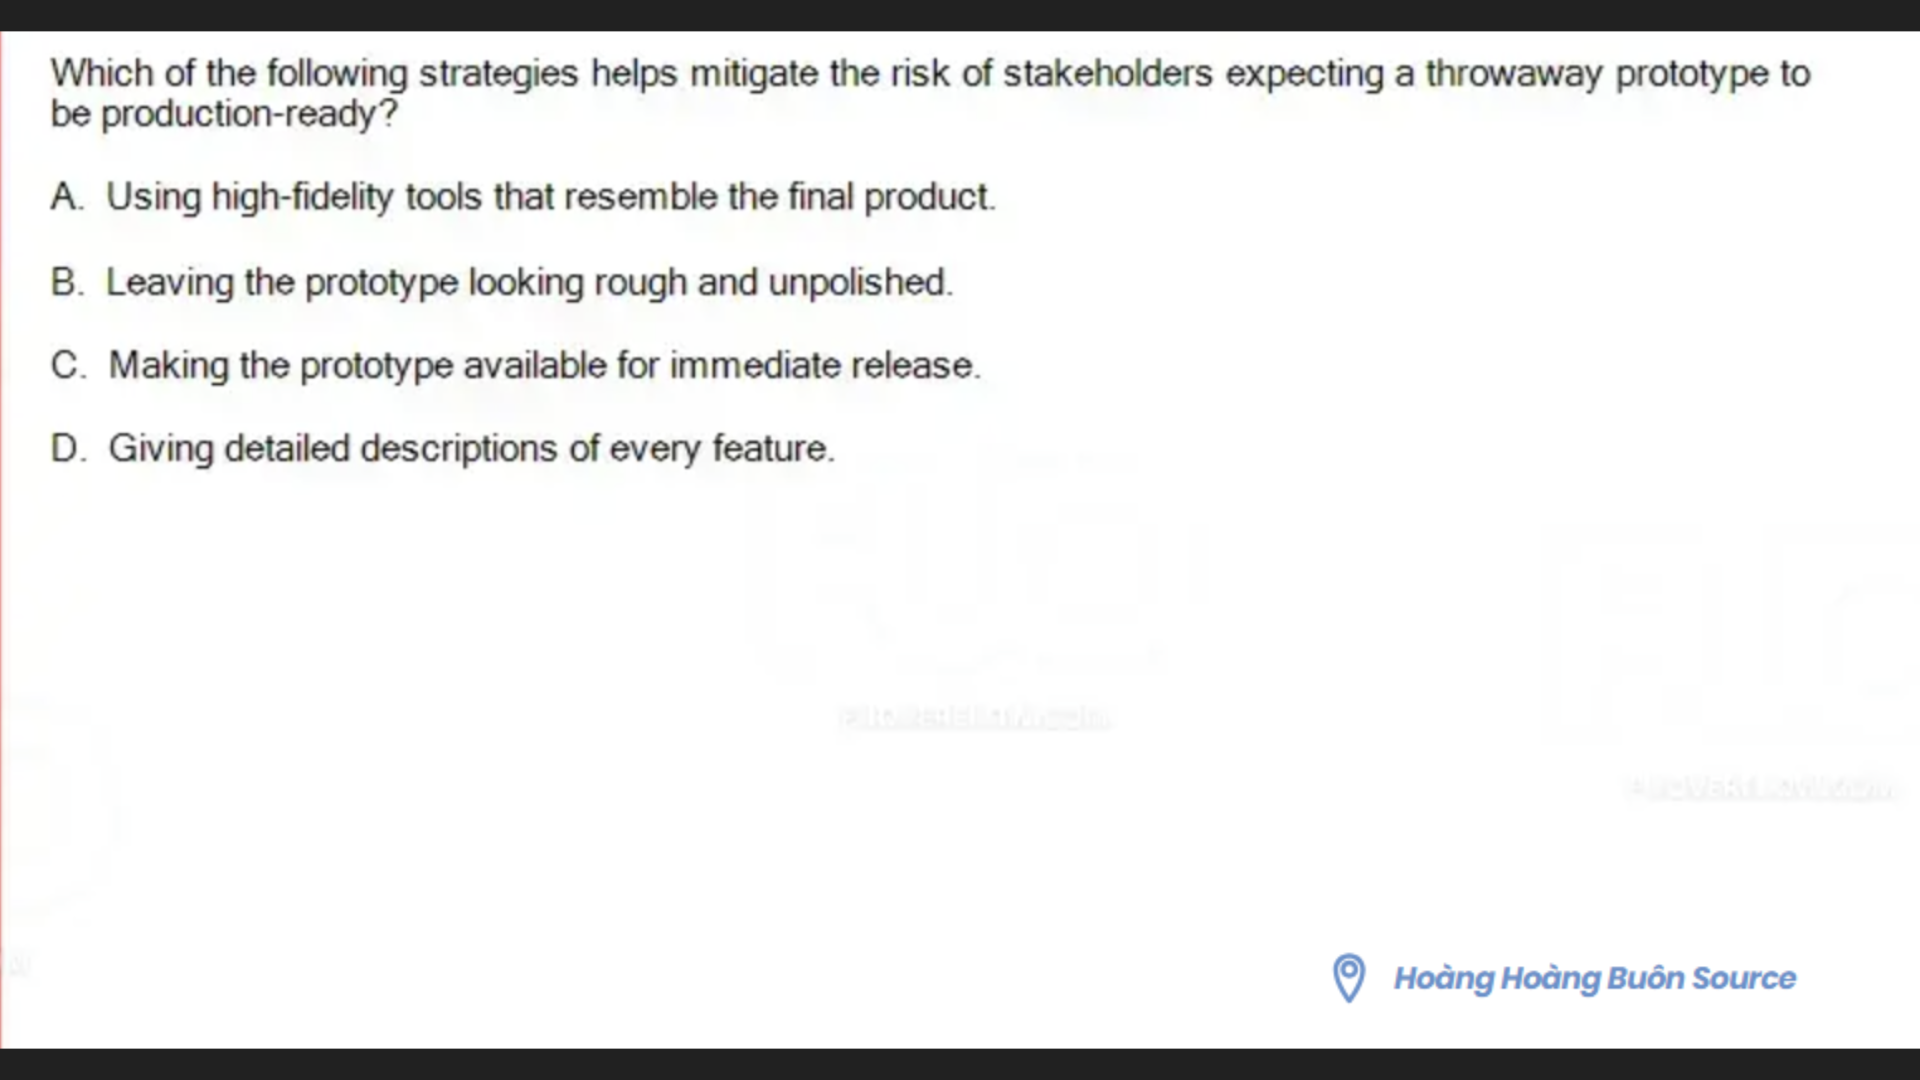 Which of the following strategies helps mitigate the risk of stakeholders expecting a throwaway prototype to
be production-ready?
A. Using high-fidelity tools that resemble the final product.
B. Leaving the prototype looking rough and unpolished.
C. Making the prototype available for immediate release.
D. Giving detailed descriptions of every feature.
Hoàng Hoàng Buôn Source